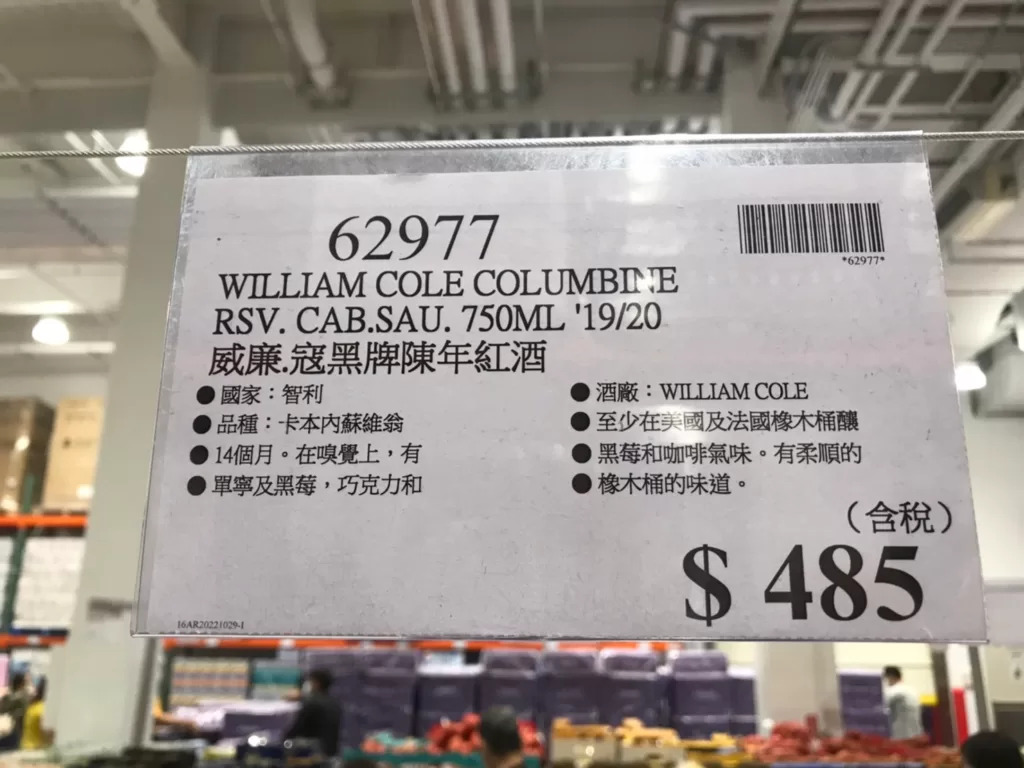 62977
*62977*
WILLIAM COLE COLUMBINE
RSV. CAB.SAU. 750ML '19/20
威廉.寇黑牌陳年紅酒
●國家：智利
●酒廠：WILLIAM COLE
●品種：卡本內蘇維翁
●至少在美國及法國橡木桶釀
●14個月。在嗅覺上，有
●黑莓和咖啡氣味。有柔順的
●單寧及黑莓，巧克力和
●橡木桶的味道。
（含稅）
$ 485
16AR20221029-1